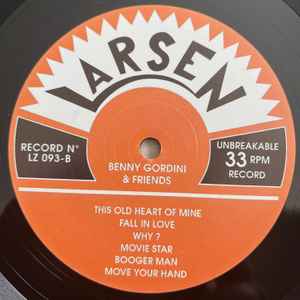 LARSEN
RECORD N°
LZ 093-B
UNBREAKABLE
33 RPM
RECORD
BENNY GORDINI
& FRIENDS
THIS OLD HEART OF MINE
FALL IN LOVE
WHY ?
MOVIE STAR
BOOGER MAN
MOVE YOUR HAND